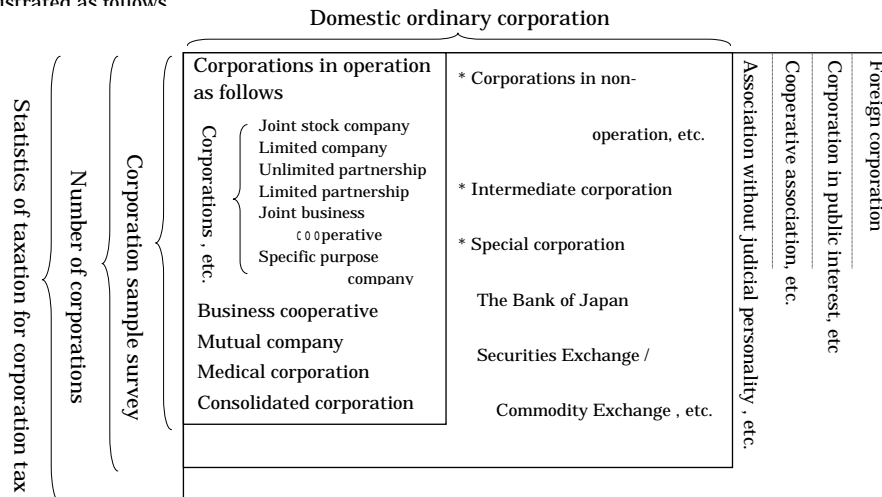 ustrated as follows
Domestic ordinary corporation
Statistics of taxation for corporation tax
Number of corporations
Corporation sample survey
Corporations in operation
as follows
Corporations , etc.
Joint stock company
Limited company
Unlimited partnership
Limited partnership
Joint business
cooperative
Specific purpose
company
Business cooperative
Mutual company
Medical corporation
Consolidated corporation
* Corporations in non-
operation, etc.
* Intermediate corporation
* Special corporation
The Bank of Japan
Securities Exchange /
Commodity Exchange , etc.
Association without judicial personality , etc.
Cooperative association, etc.
Corporation in public interest, etc
Foreign corporation